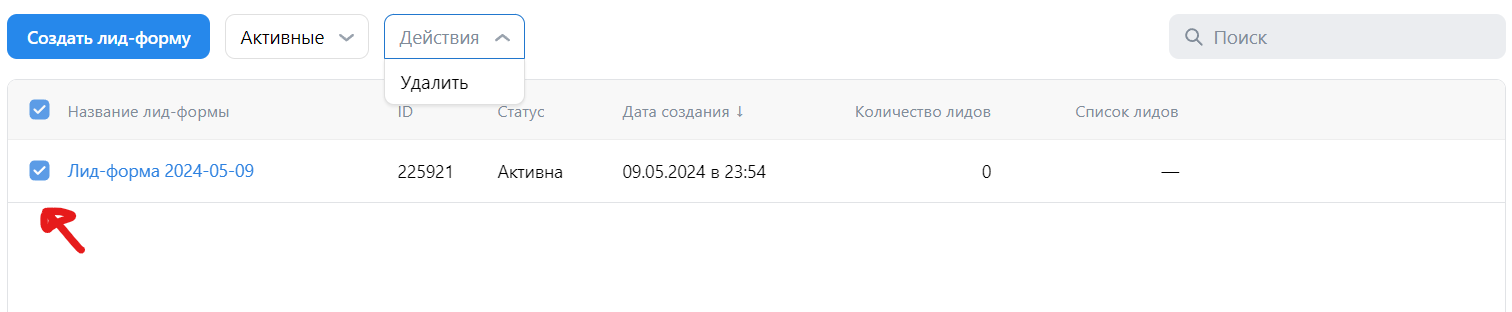 Создать лид-форму
Активные
Действия
Поиск
Удалить
Название лид-формы ID Статус Дата создания ↓ Количество лидов Список лидов
Лид-форма 2024-05-09 225921 Активна 09.05.2024 в 23:54 0 —